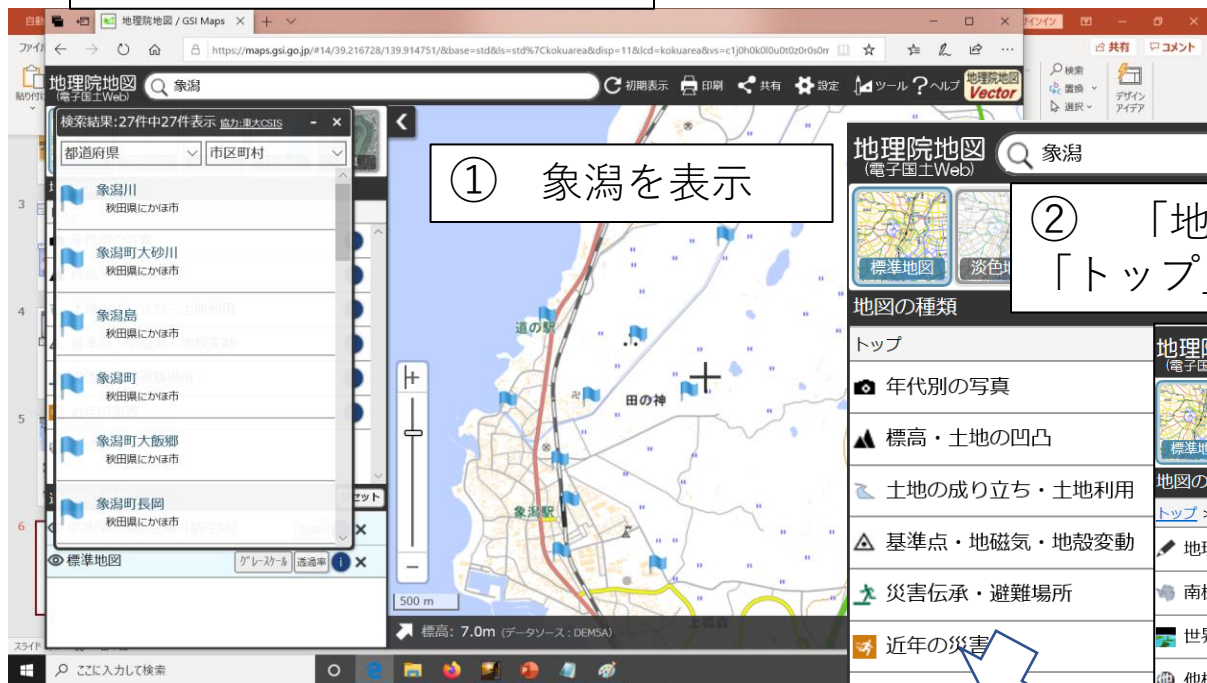 自動
地理院地図 / GSI Maps
サインイン
ファイル
https://maps.gsi.go.jp/#14/39.216728/139.914751/&base=std&ls=std%7Ckokuarea&disp=11&lcd=kokuarea&vs=c1j0h0k0l0u0t0z0r0s0m
共有
コメント
地理院地図
(電子国土Web)
象潟
初期表示
印刷
共有
設定
ツール
ヘルプ
地理院地図
Vector
検索
置換
選択
デザイン
アイデア
貼り付け
検索結果:27件中27件表示 協力:東大CSIS
都道府県
市区町村
象潟川
秋田県にかほ市
象潟町大砂川
秋田県にかほ市
象潟島
秋田県にかほ市
象潟町
秋田県にかほ市
象潟町大飯郷
秋田県にかほ市
象潟町長岡
秋田県にかほ市
3
4
5
6
リセット
標準地図
グレースケール
透過率
① 象潟を表示
道の駅
田の神
象潟駅
上狐森
500 m
標高: 7.0m (データソース : DEM5A)
ここに入力して検索
地理院地図
(電子国土Web)
象潟
標準地図
淡色
② 「地
「トップ」
地図の種類
トップ
年代別の写真
標高・土地の凹凸
土地の成り立ち・土地利用
基準点・地磁気・地殻変動
災害伝承・避難場所
近年の災害
地理
(電子国
標準地
地図の
トップ >
地理
南極
世界
他機